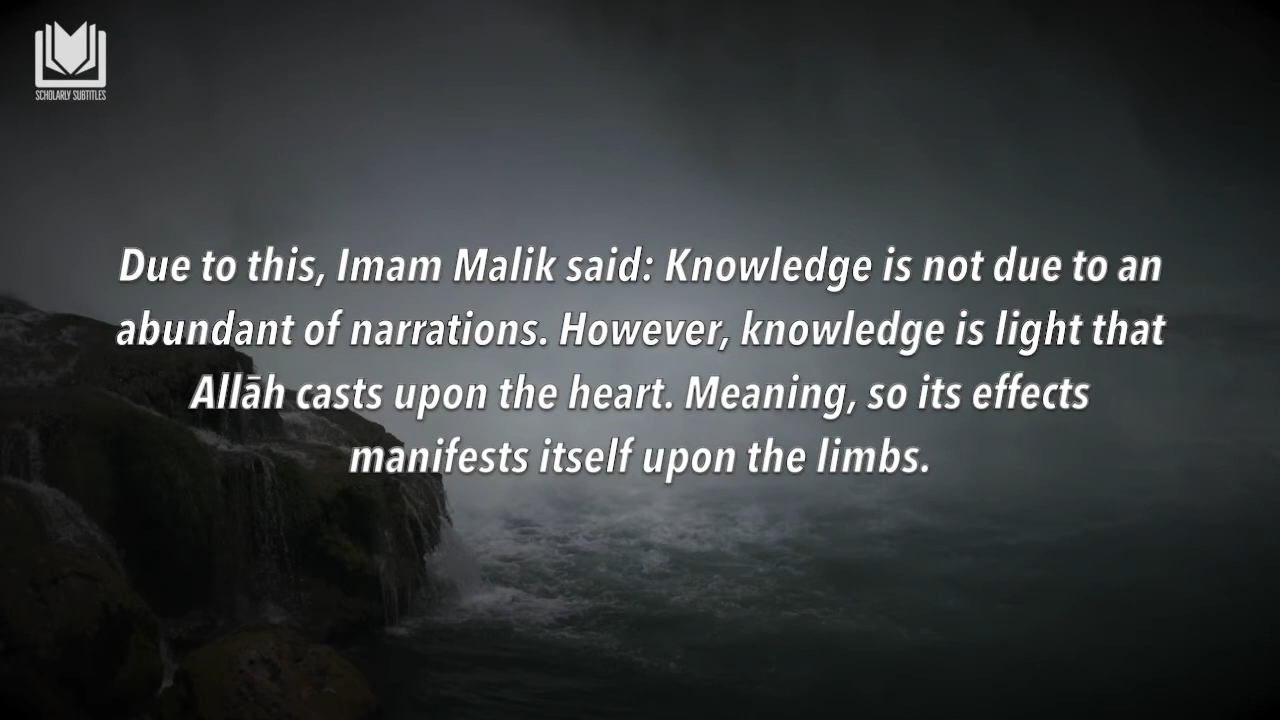 SCHOLARLY SUBTITLES
Due to this, Imam Malik said: Knowledge is not due to an
abundant of narrations. However, knowledge is light that
Allāh casts upon the heart. Meaning, so its effects
manifests itself upon the limbs.